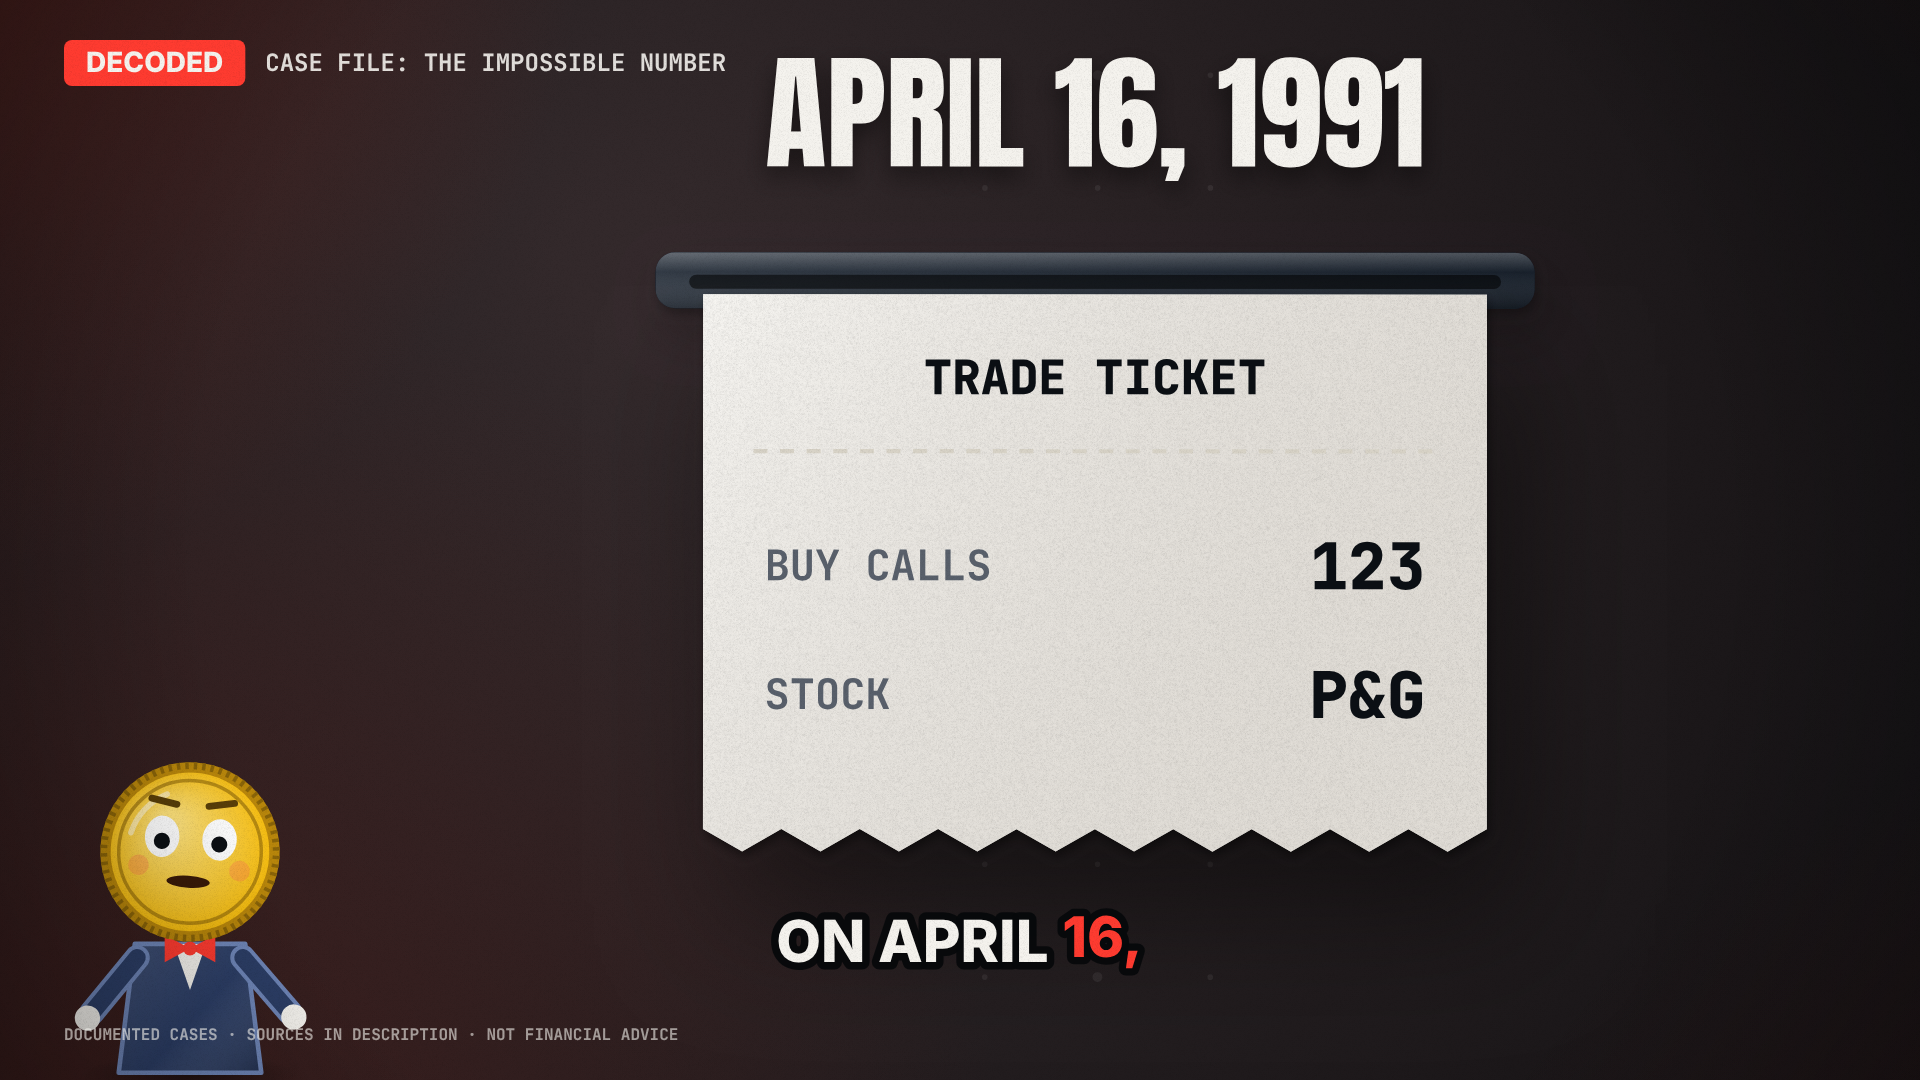 DECODED
CASE FILE: THE IMPOSSIBLE NUMBER
APRIL 16, 1991
TRADE TICKET
BUY CALLS 123
STOCK P&G
ON APRIL 16,
DOCUMENTED CASES · SOURCES IN DESCRIPTION · NOT FINANCIAL ADVICE